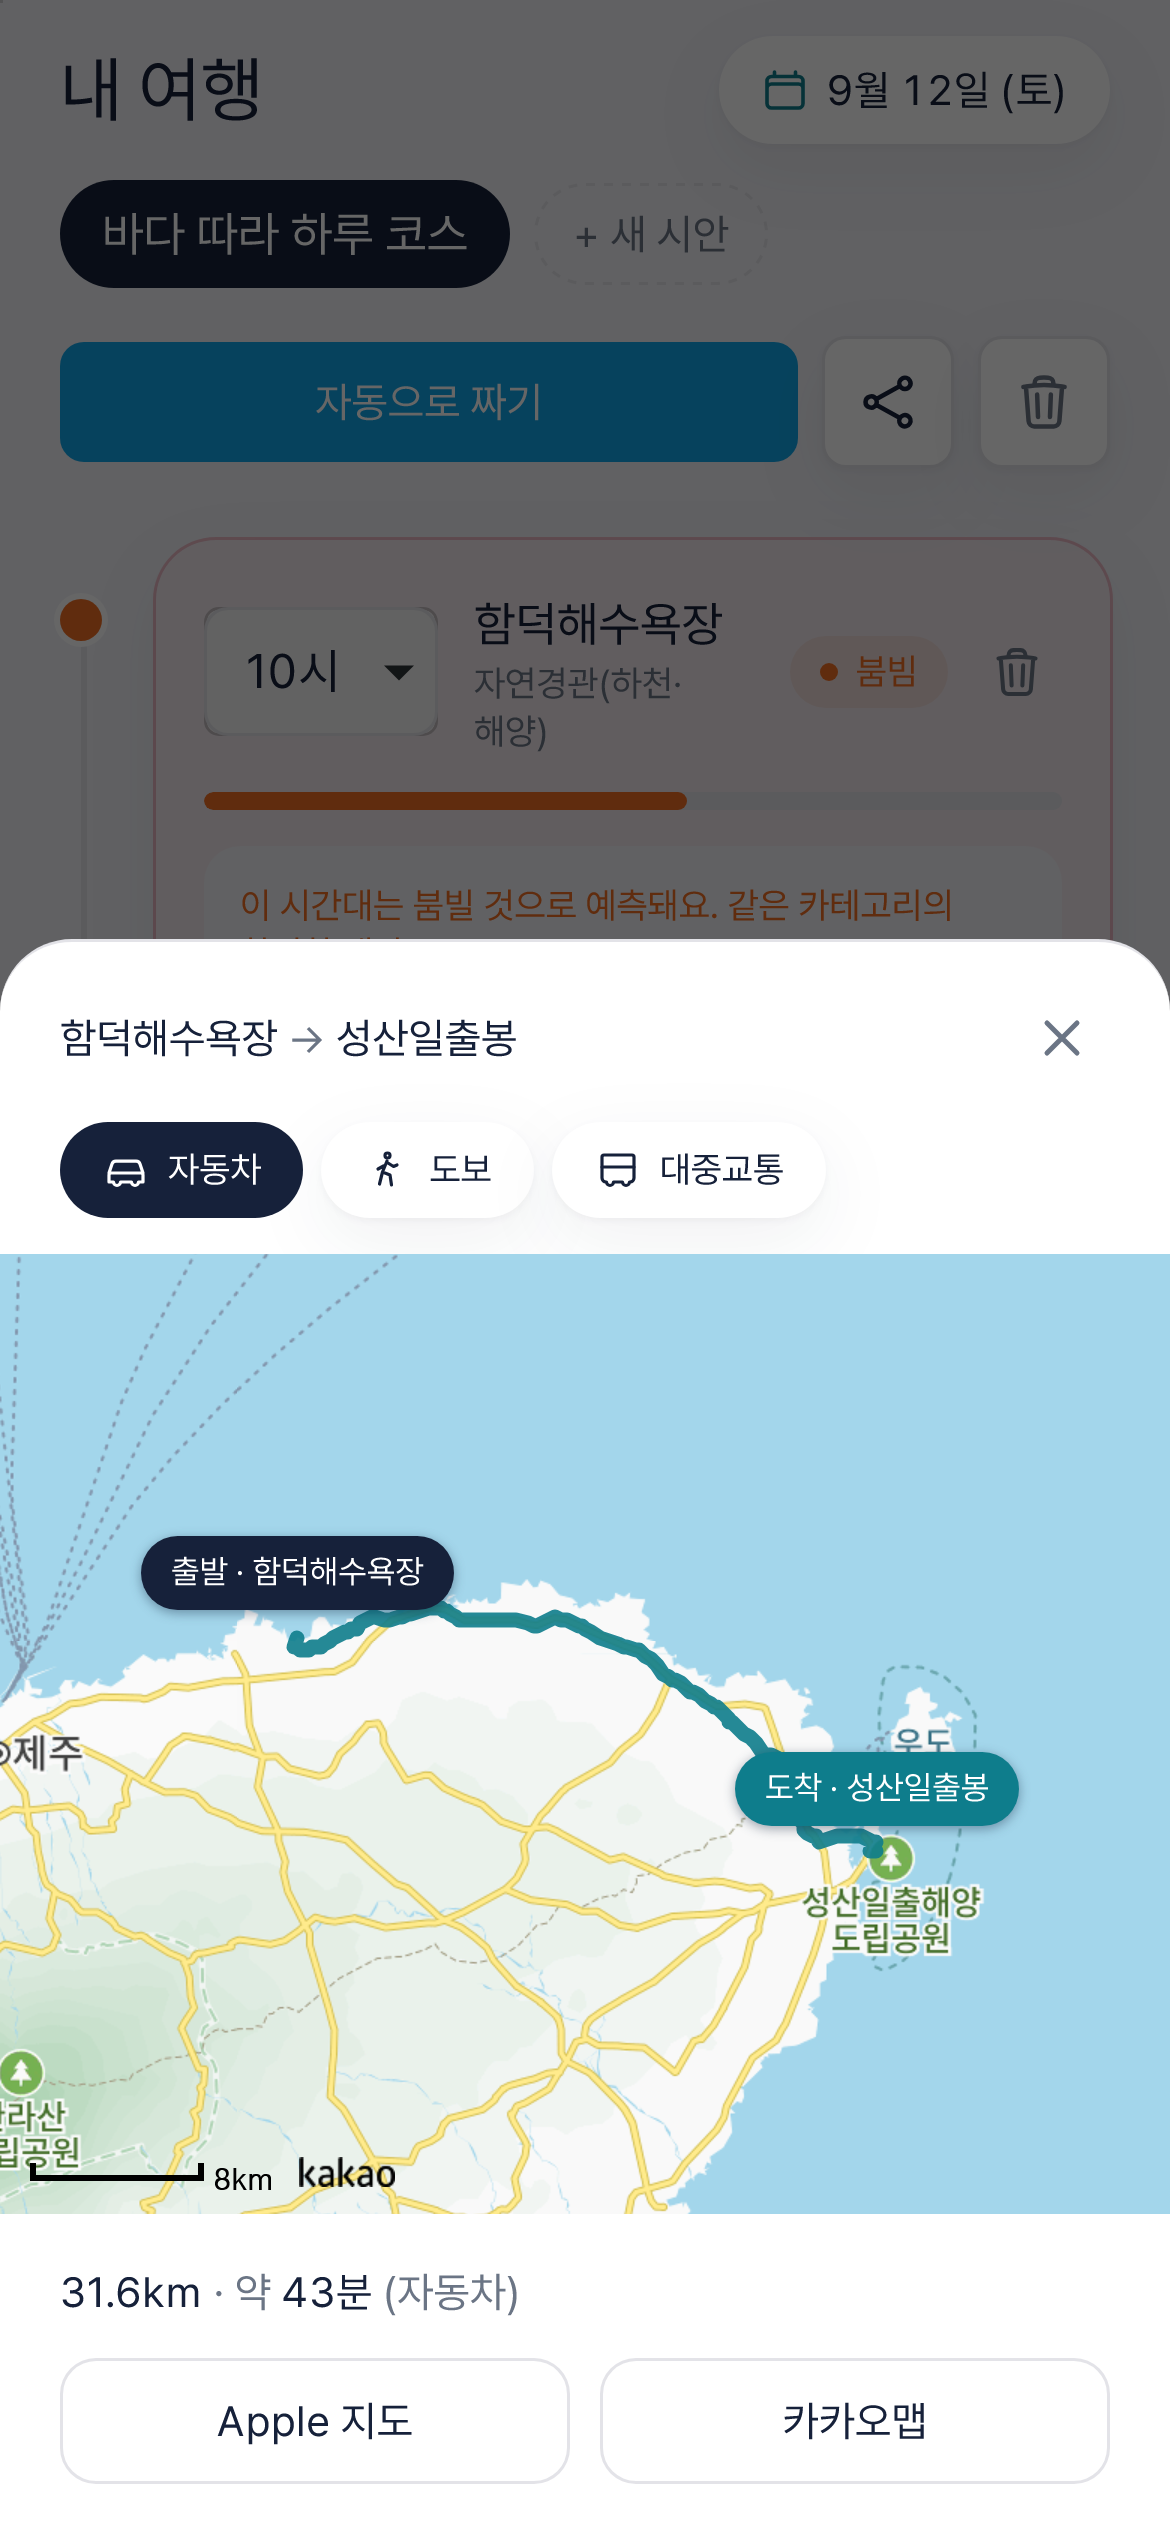 내 여행
9월 12일 (토)
바다 따라 하루 코스
+ 새 시안
자동으로 짜기
10시
함덕해수욕장
자연경관(하천·
해양)
붐빔
이 시간대는 붐빌 것으로 예측돼요. 같은 카테고리의
함덕해수욕장 → 성산일출봉
자동차
도보
대중교통
출발 · 함덕해수욕장
제주
우도
도착 · 성산일출봉
성산일출해양
도립공원
라산
립공원
8km
kakao
31.6km · 약 43분 (자동차)
Apple 지도
카카오맵